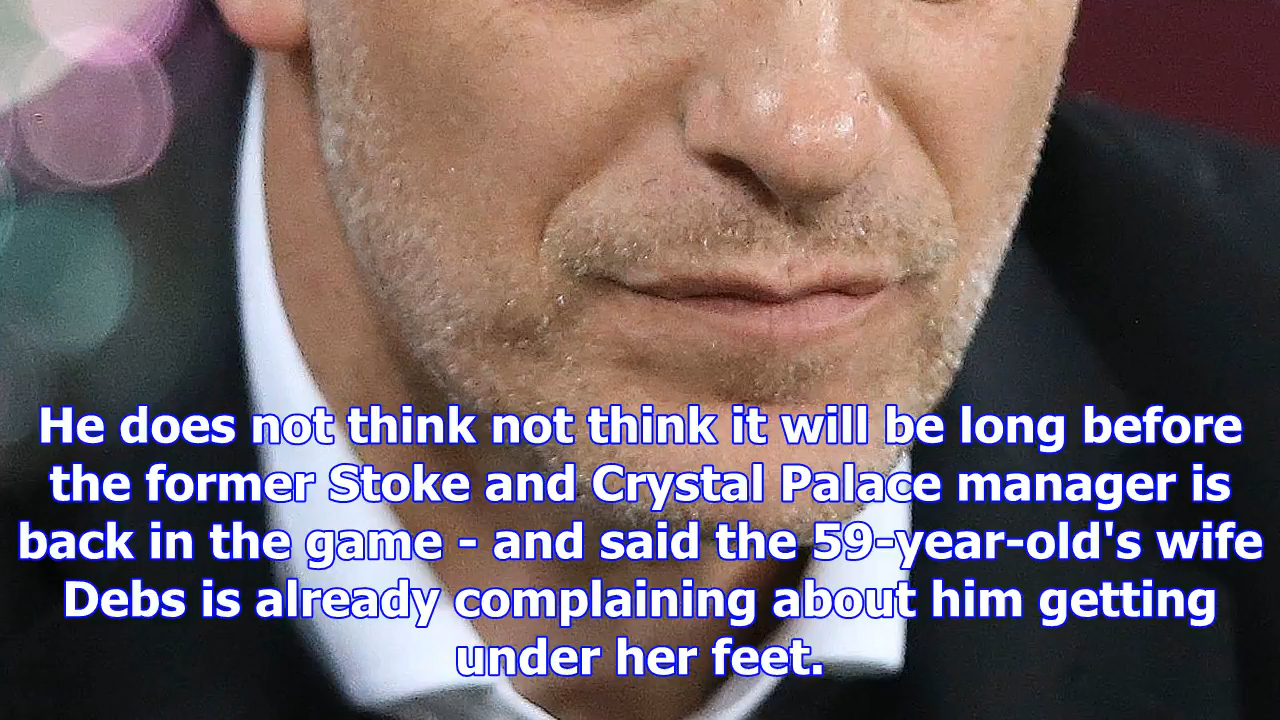 He does not think not think it will be long before
the former Stoke and Crystal Palace manager is
back in the game - and said the 59-year-old's wife
Debs is already complaining about him getting
under her feet.